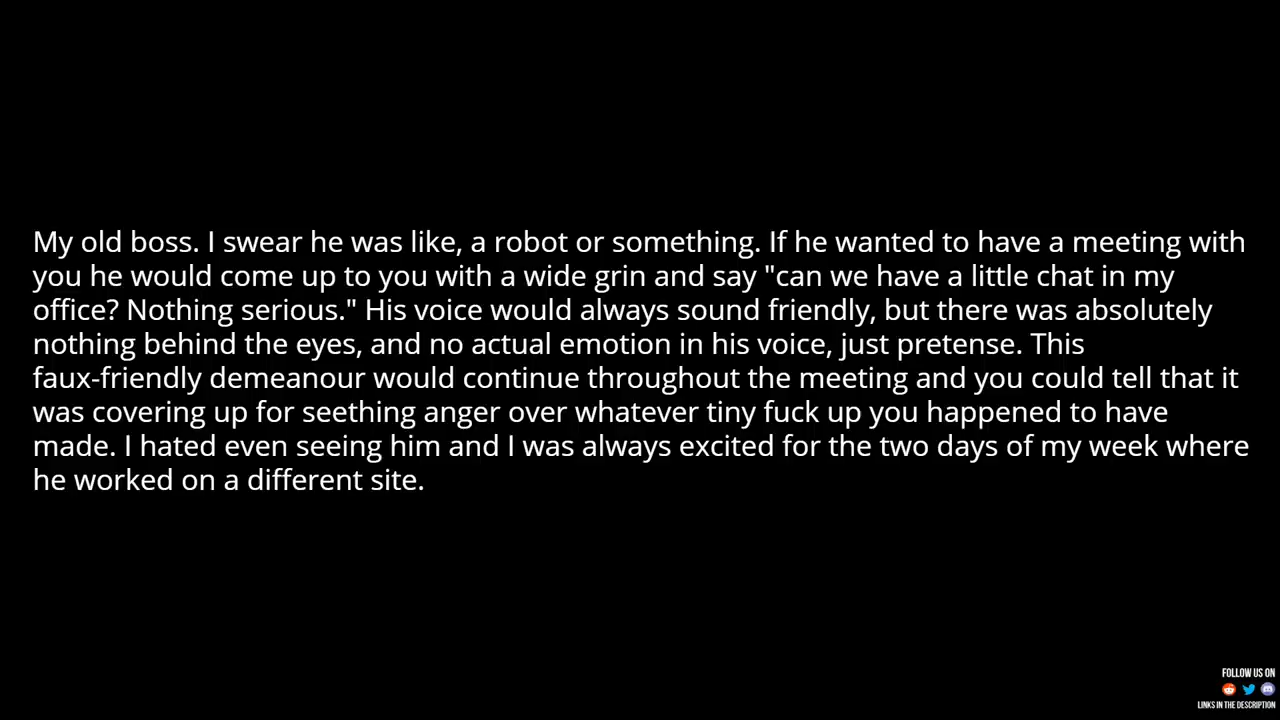 My old boss. I swear he was like, a robot or something. If he wanted to have a meeting with
you he would come up to you with a wide grin and say "can we have a little chat in my
office? Nothing serious." His voice would always sound friendly, but there was absolutely
nothing behind the eyes, and no actual emotion in his voice, just pretense. This
faux-friendly demeanour would continue throughout the meeting and you could tell that it
was covering up for seething anger over whatever tiny fuck up you happened to have
made. I hated even seeing him and I was always excited for the two days of my week where
he worked on a different site.
FOLLOW US ON
LINKS IN THE DESCRIPTION